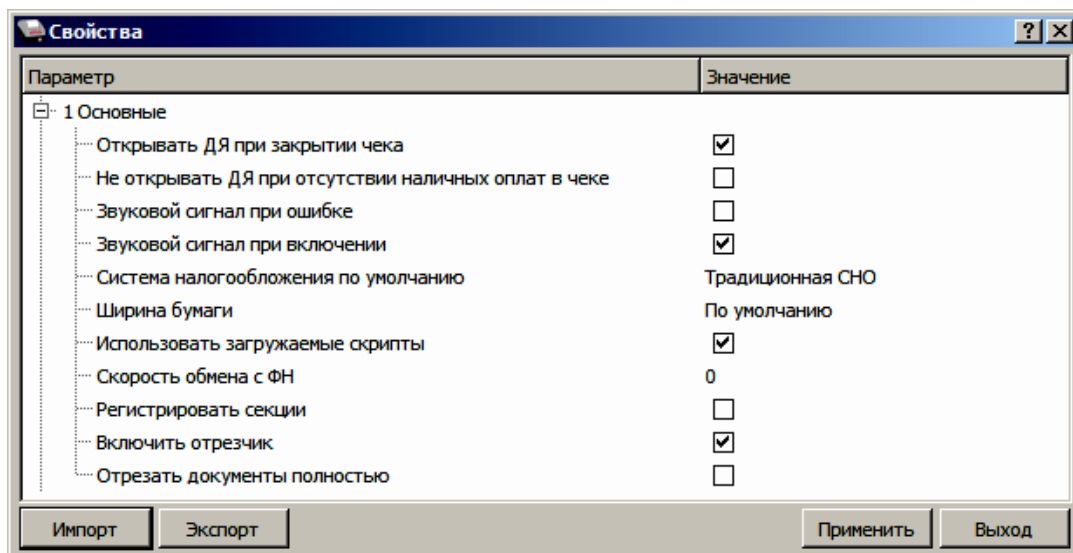 Свойства
Параметр Значение
1 Основные
Открывать ДЯ при закрытии чека
Не открывать ДЯ при отсутствии наличных оплат в чеке
Звуковой сигнал при ошибке
Звуковой сигнал при включении
Система налогообложения по умолчанию Традиционная СНО
Ширина бумаги По умолчанию
Использовать загружаемые скрипты
Скорость обмена с ФН 0
Регистрировать секции
Включить отрезчик
Отрезать документы полностью
Импорт Экспорт Применить Выход